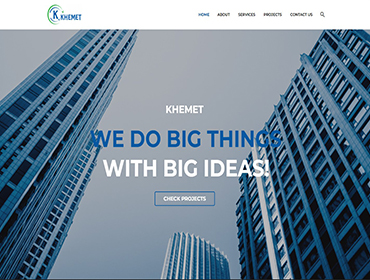 KHEMET
HOME ABOUT SERVICES PROJECTS CONTACT US
KHEMET
WE DO BIG THINGS
WITH BIG IDEAS!
CHECK PROJECTS